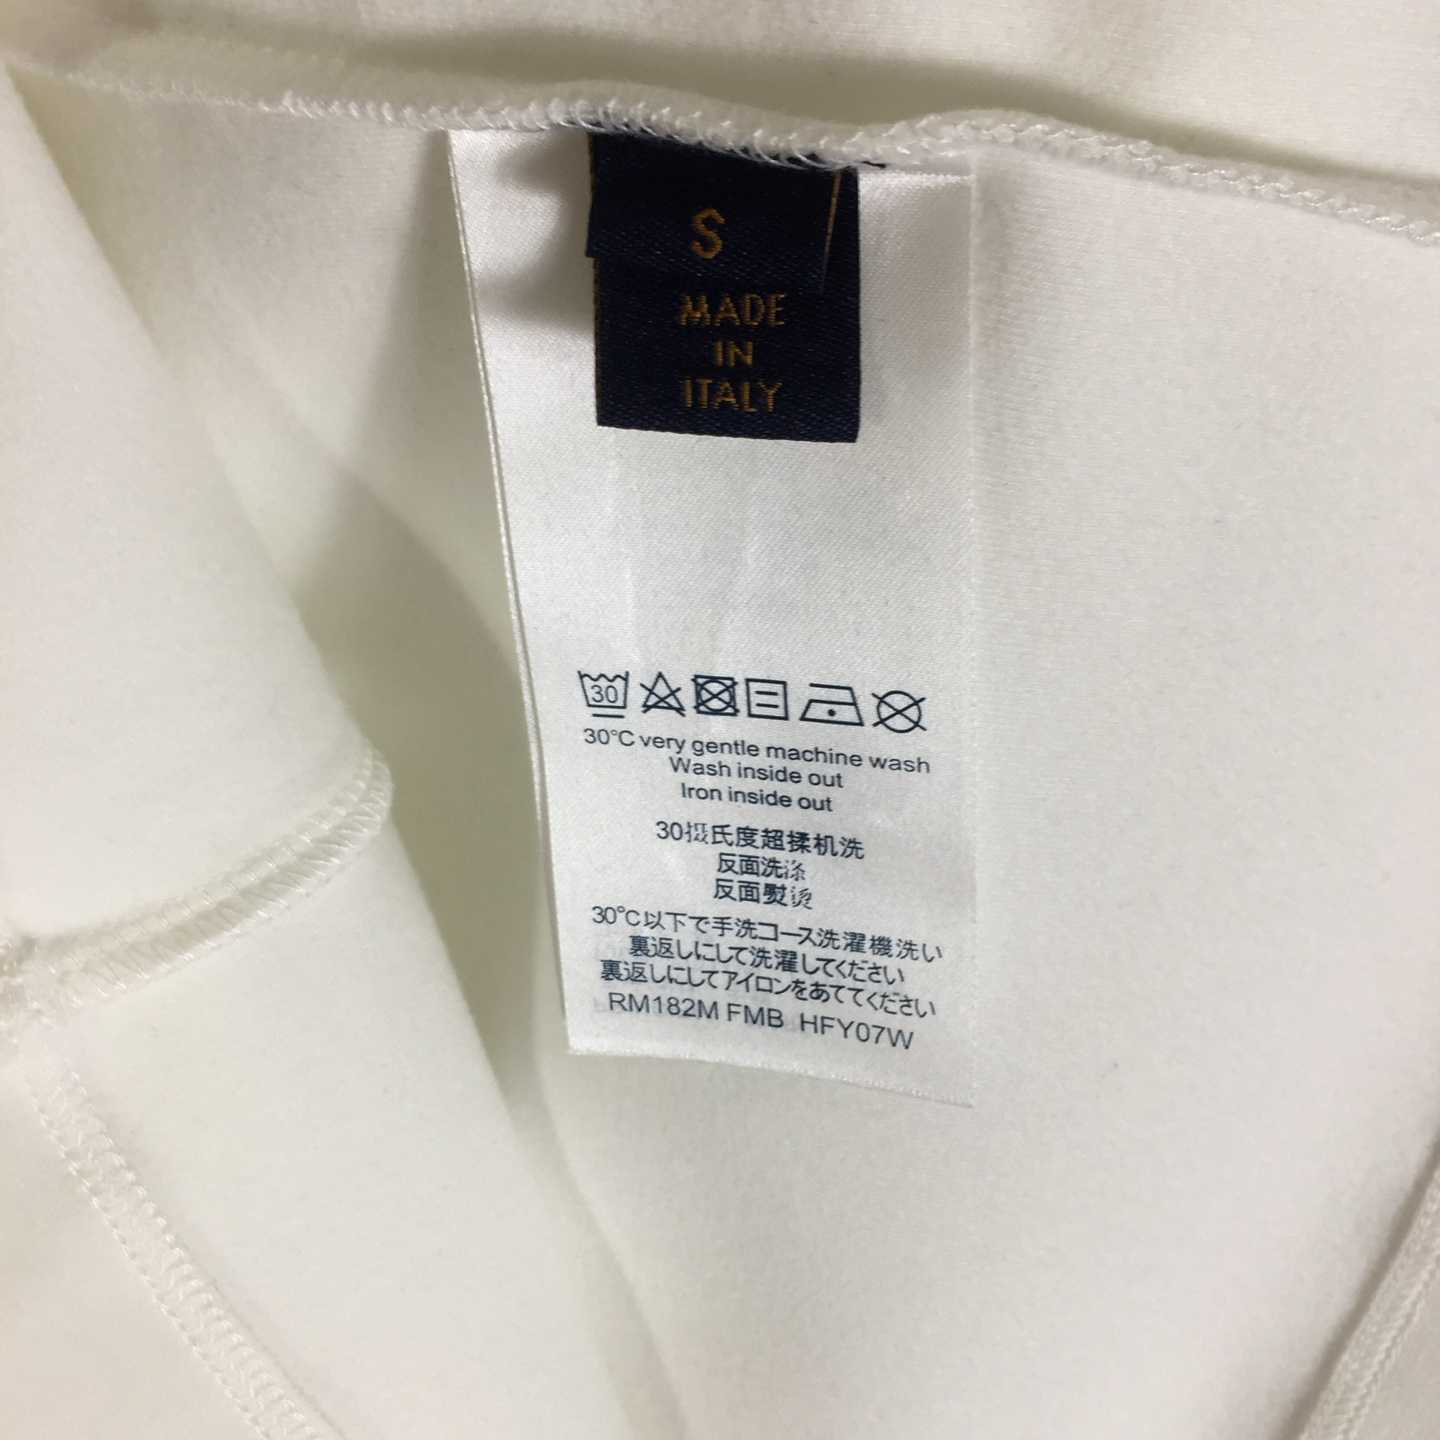 S
MADE
IN
ITALY
30
30°C very gentle machine wash
Wash inside out
Iron inside out
30摄氏度超揉机洗
反面洗涤
反面熨烫
30℃以下で手洗コース洗濯機洗い
裏返しにして洗濯してください
裏返しにしてアイロンをあててください
RM182M FMB HFY07W